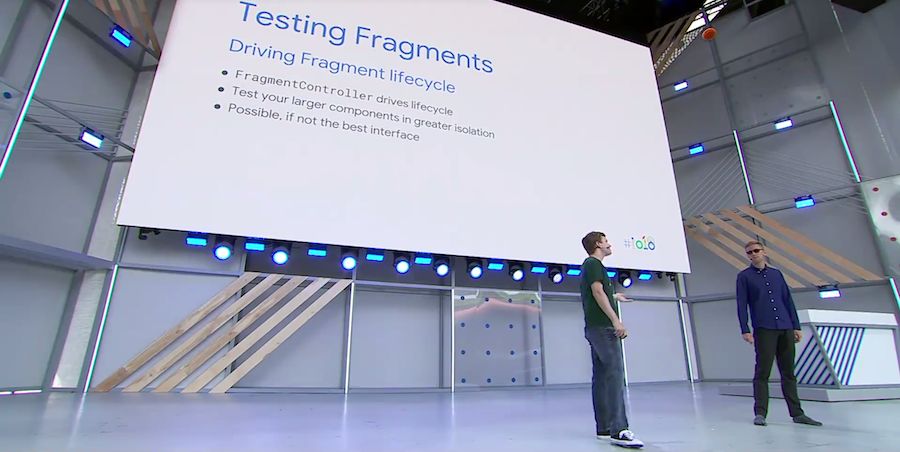 Testing Fragments
Driving Fragment lifecycle
FragmentController drives lifecycle
Test your larger components in greater isolation
Possible, if not the best interface
#io18